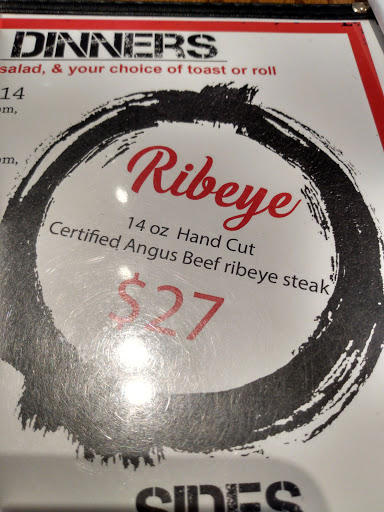 DINNERS
salad, & your choice of toast or roll
14
Ribeye
14 oz Hand Cut
Certified Angus Beef ribeye steak
$27
SIDES